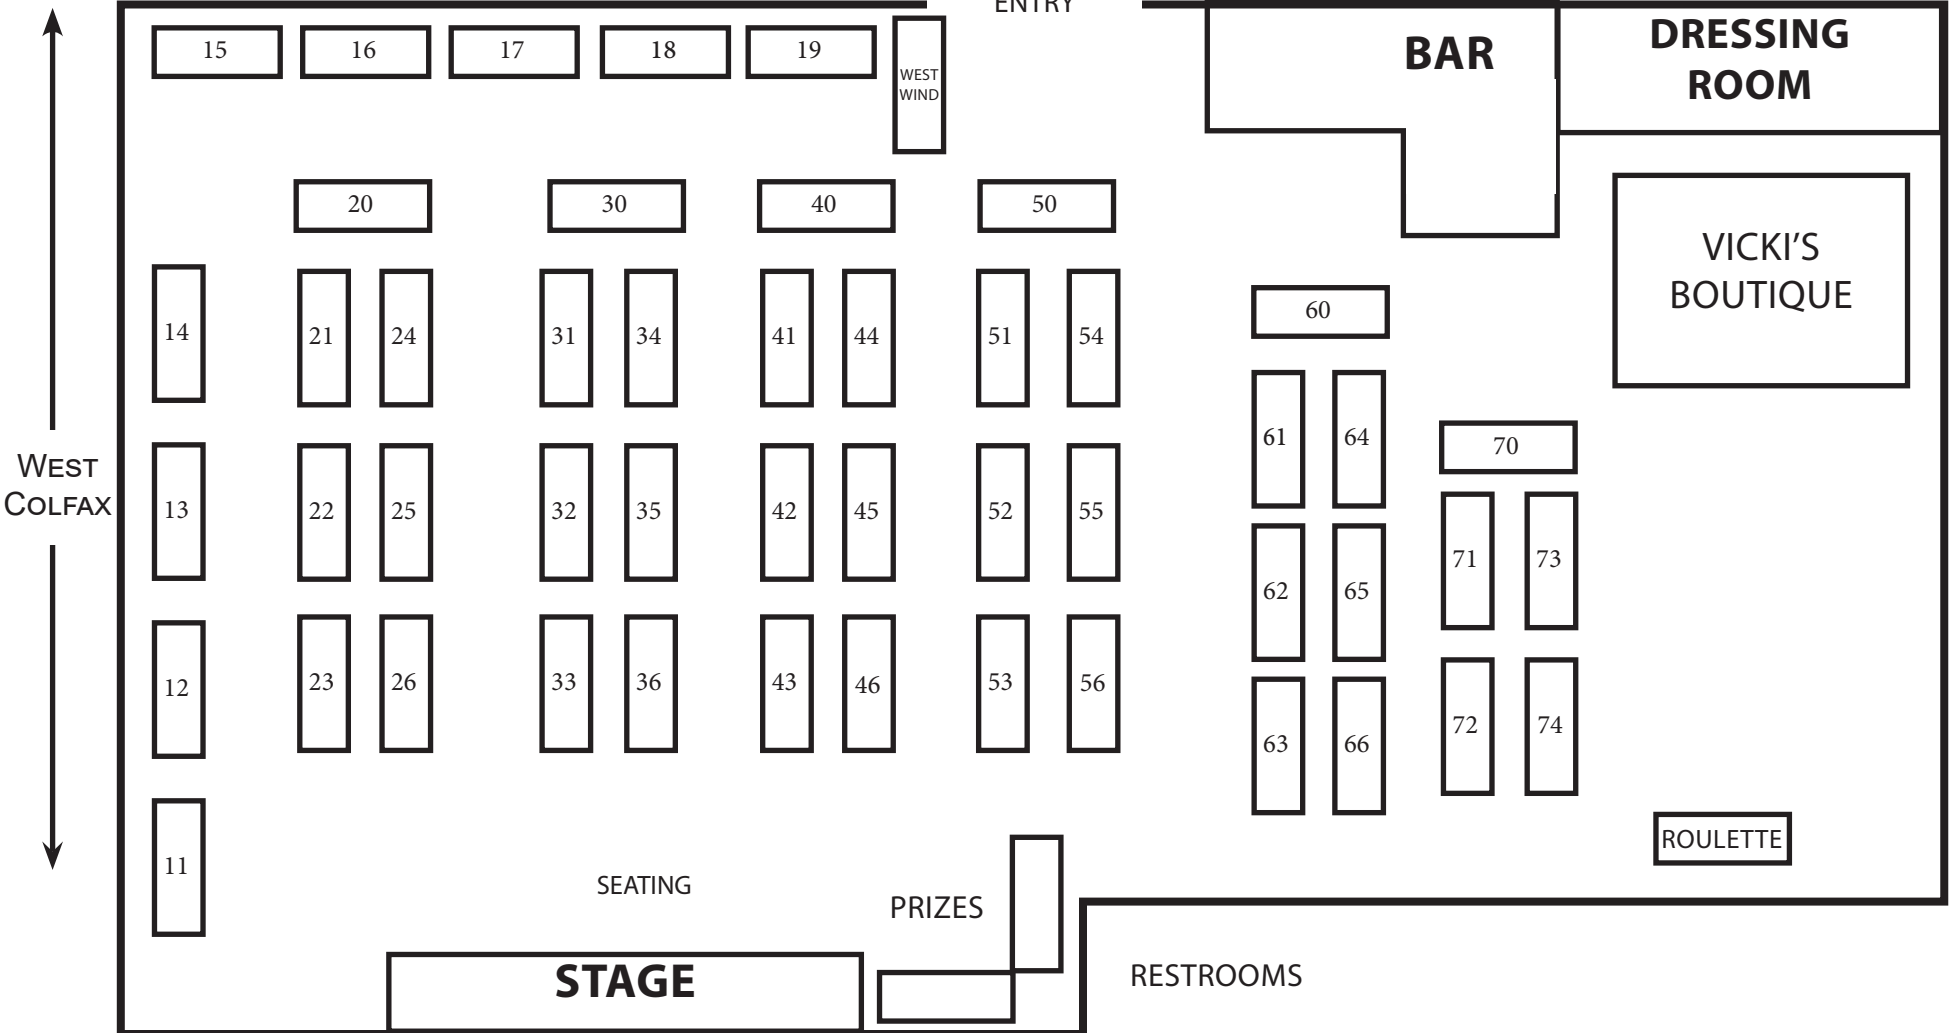 ENTRY
15 16 17 18 19
WEST
WIND
BAR
DRESSING
ROOM
20 30 40 50
VICKI'S
BOUTIQUE
14 21 24 31 34 41 44 51 54
60
61 64
70
WEST
COLFAX
13 22 25 32 35 42 45 52 55
71 73
62 65
12 23 26 33 36 43 46 53 56
63 66
72 74
ROULETTE
11
SEATING
PRIZES
STAGE
RESTROOMS